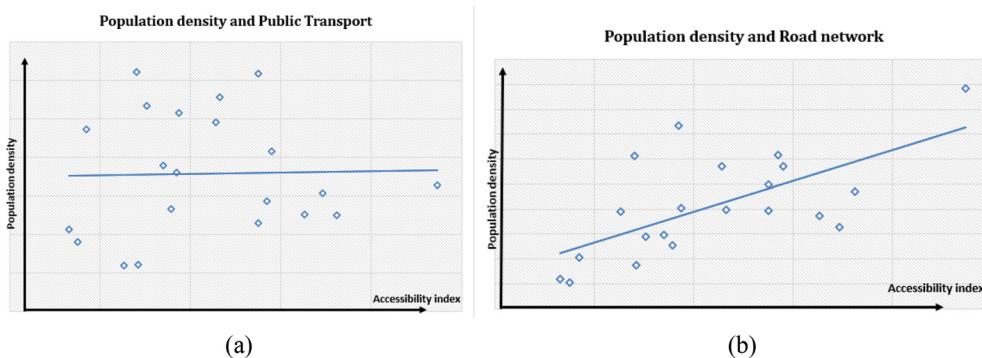 Population density and Public Transport
Population density
Accessibility index
(a)
Population density and Road network
Population density
Accessibility index
(b)